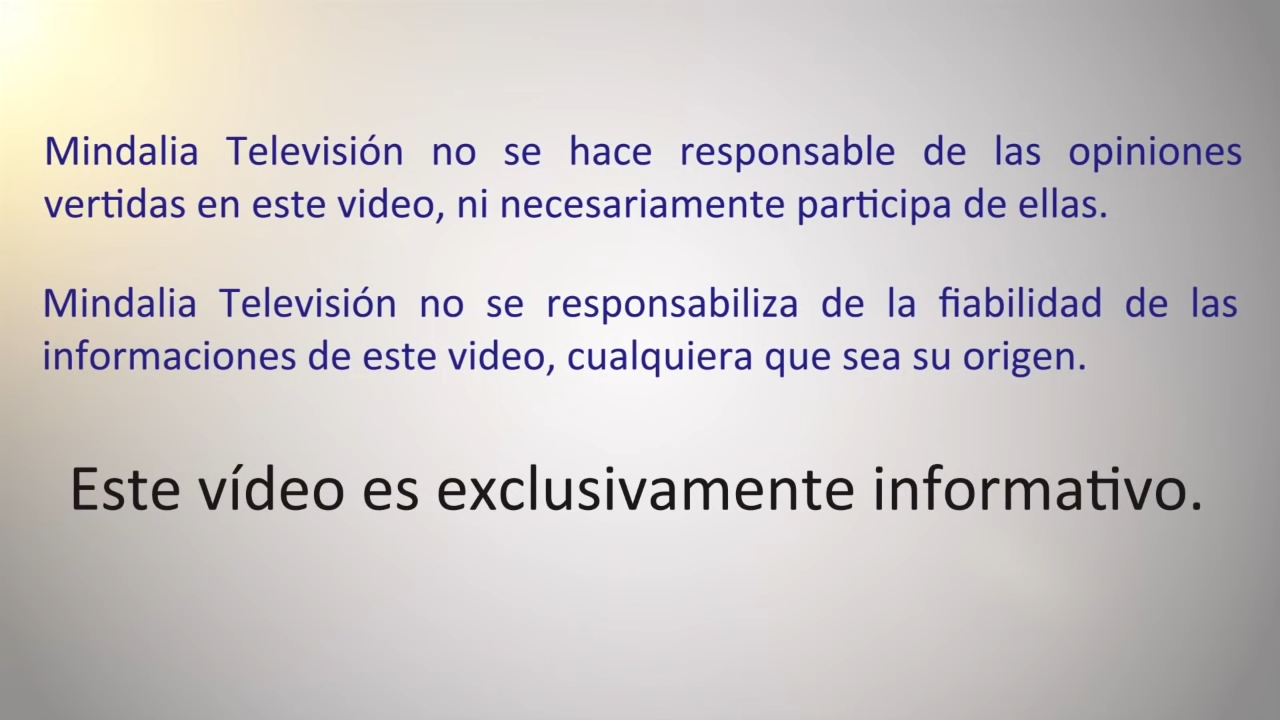 Mindalia Televisión no se hace responsable de las opiniones
vertidas en este video, ni necesariamente participa de ellas.
Mindalia Televisión no se responsabiliza de la fiabilidad de las
informaciones de este video, cualquiera que sea su origen.
Este vídeo es exclusivamente informativo.